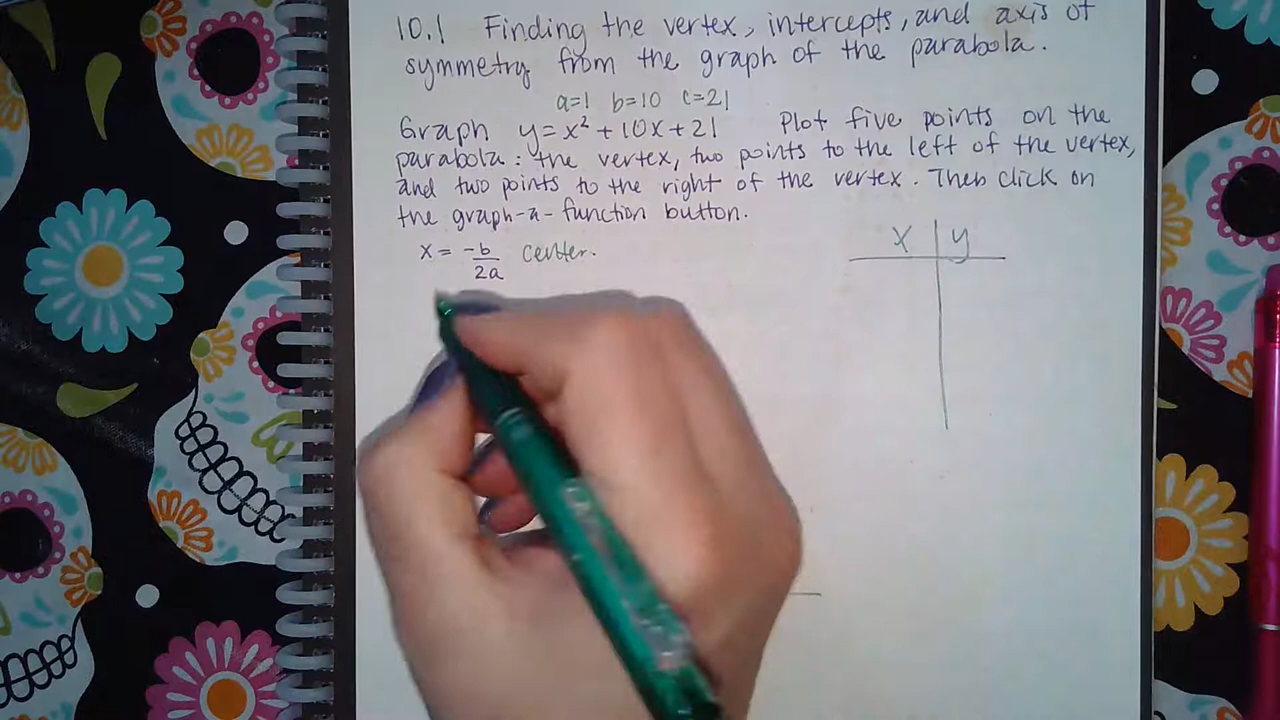 10.1 Finding the vertex, intercepts, and axis of
symmetry from the graph of the parabola.
a=1 b=10 c=21
Graph y=x²+10x+21 Plot five points on the
parabola: the vertex, two points to the left of the vertex,
and two points to the right of the vertex. Then click on
the graph-a-function button.
x = -b/2a center.
x y